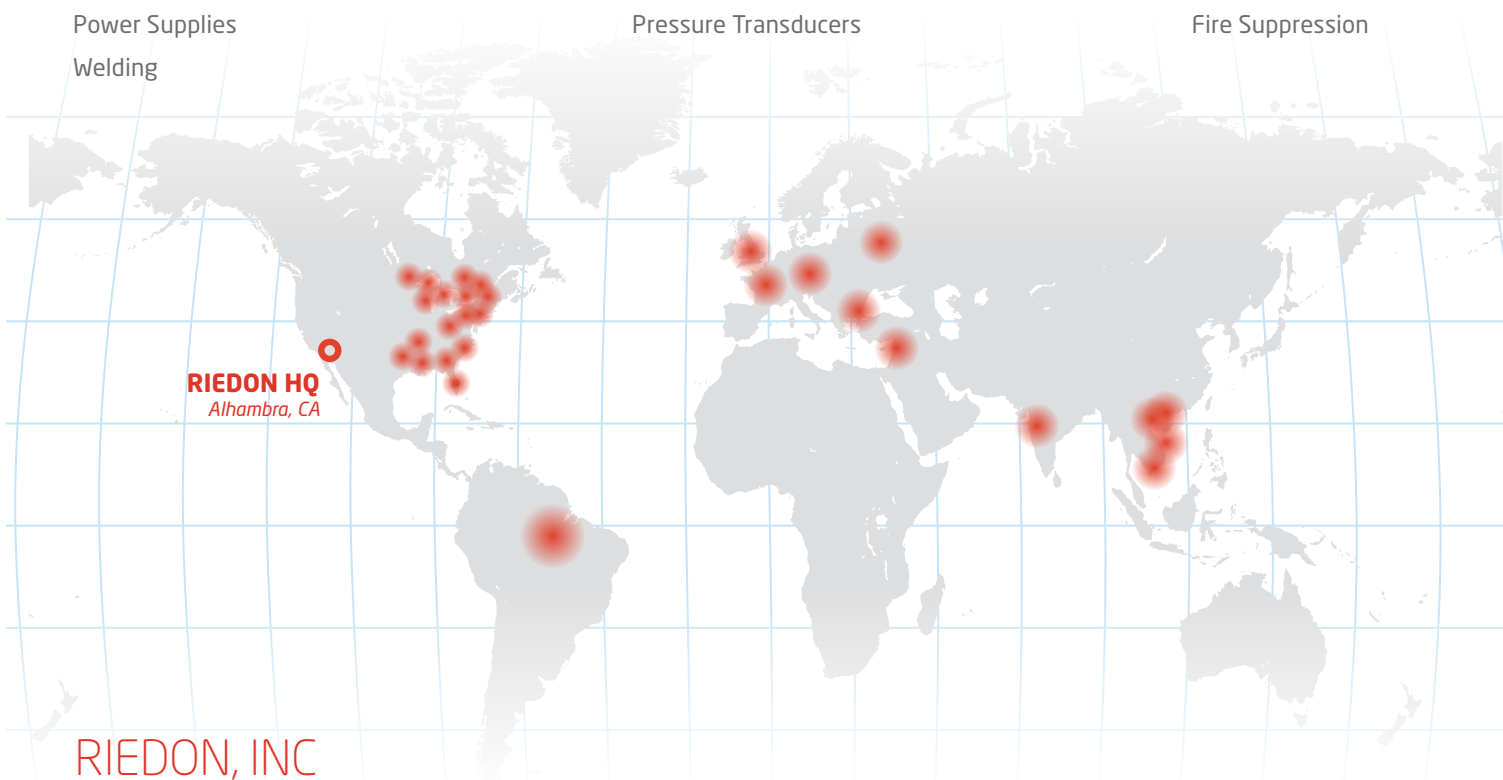 Power Supplies
Pressure Transducers
Fire Suppression
Welding
RIEDON HQ
Alhambra, CA
RIEDON, INC